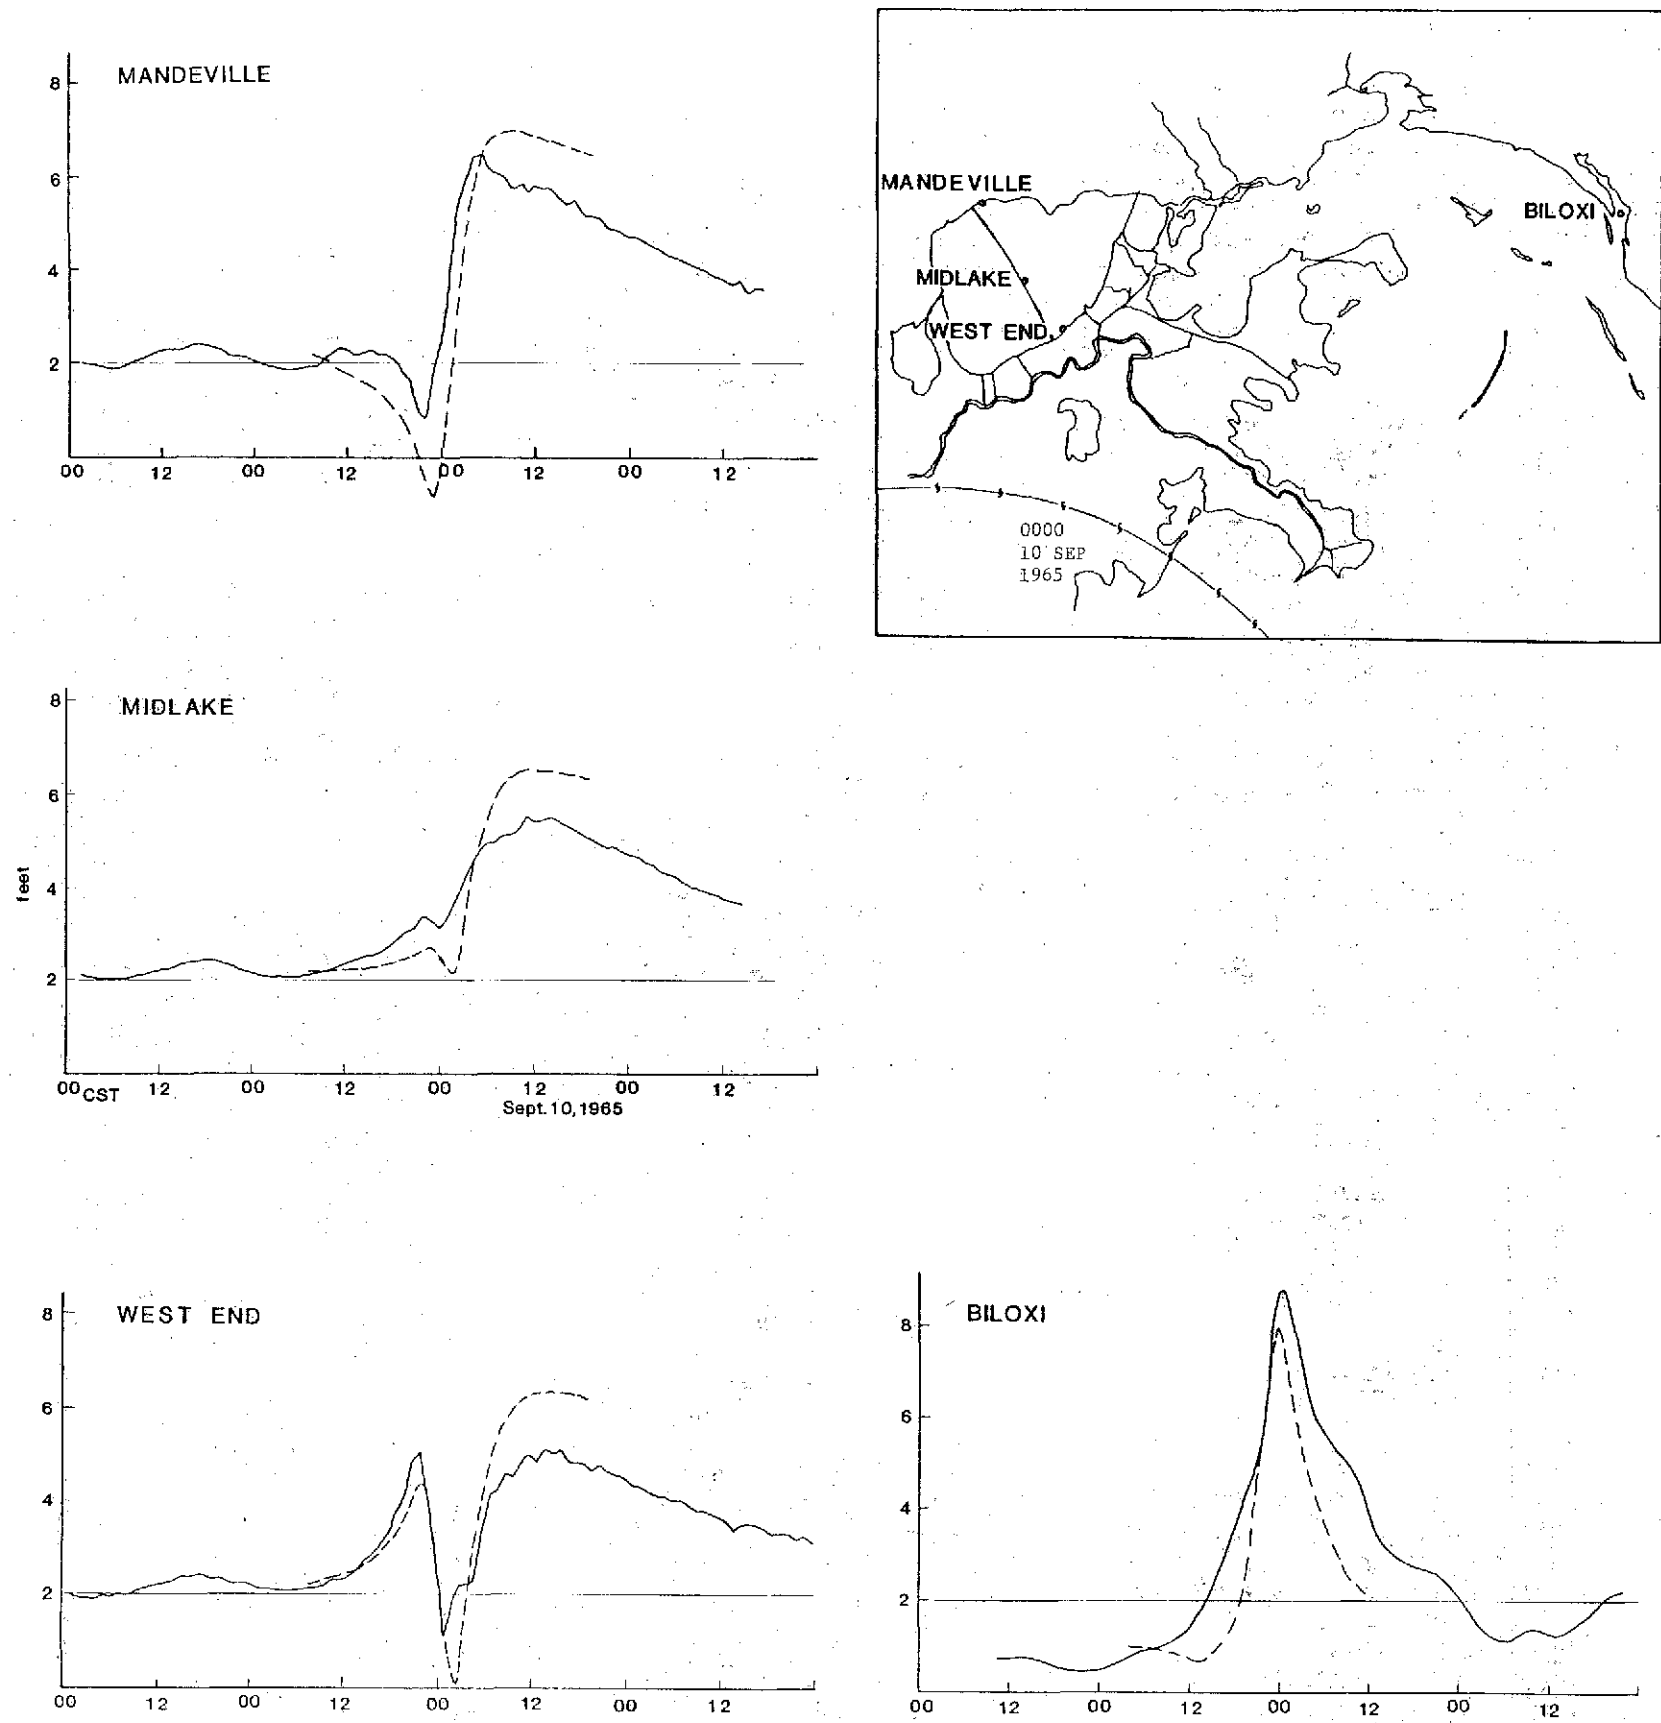 MANDEVILLE
8
6
4
2
00 12 00 12 00 12 00 12
MANDEVILLE
BILOXI
MIDLAKE
WEST END
0000
10 SEP
1965
MIDLAKE
8
6
feet
4
2
00 CST 12 00 12 00 12 00 12
Sept. 10, 1965
WEST END
8
6
4
2
00 12 00 12 00 12 00 12
BILOXI
8
6
4
2
00 12 00 12 00 12 00 12